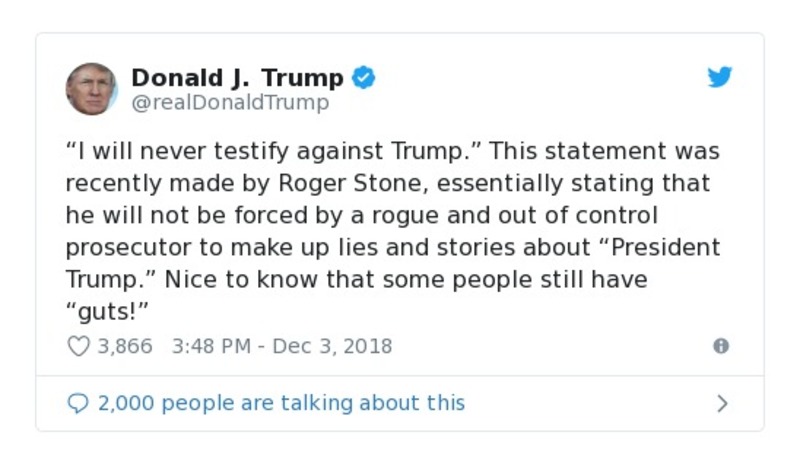 Donald J. Trump
@realDonaldTrump
“I will never testify against Trump.” This statement was
recently made by Roger Stone, essentially stating that
he will not be forced by a rogue and out of control
prosecutor to make up lies and stories about “President
Trump.” Nice to know that some people still have
“guts!”
3,866 3:48 PM - Dec 3, 2018
2,000 people are talking about this